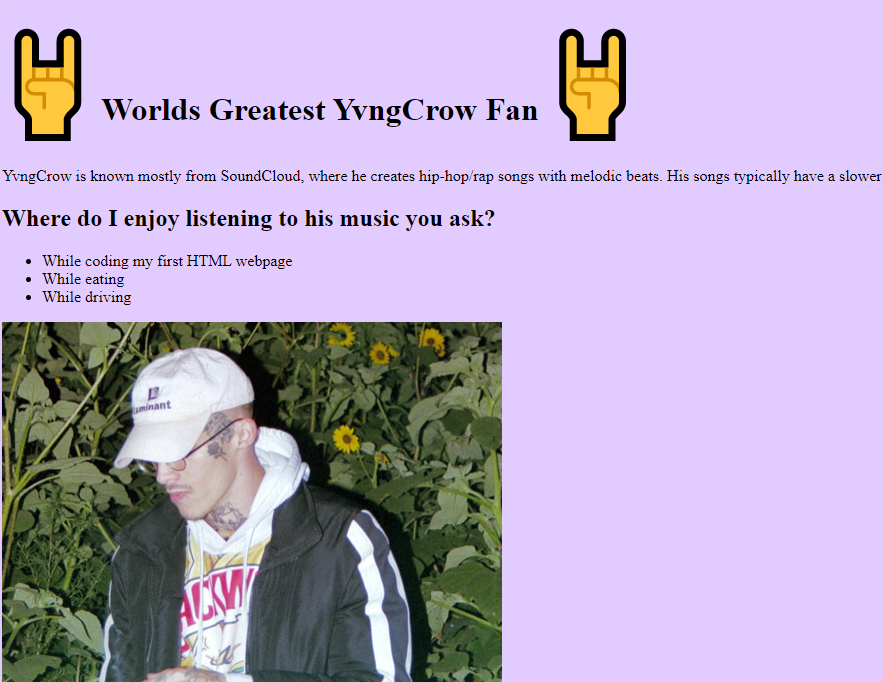 Worlds Greatest YvngCrow Fan
YvngCrow is known mostly from SoundCloud, where he creates hip-hop/rap songs with melodic beats. His songs typically have a slower
Where do I enjoy listening to his music you ask?
While coding my first HTML webpage
While eating
While driving